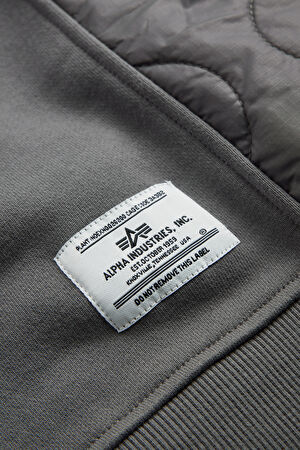 ALPHA INDUSTRIES, INC.
EST. OCTOBER 1959
KNOXVILLE TENNESSEE USA
DO NOT REMOVE THIS LABEL